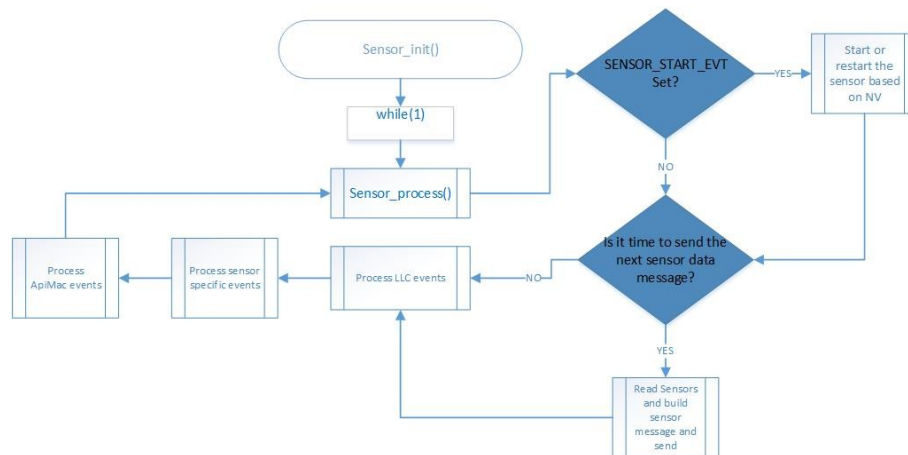 Sensor_init()
while(1)
Sensor_process()
SENSOR_START_EVT
Set?
YES
Start or
restart the
sensor based
on NV
NO
Is it time to send the
next sensor data
message?
NO
Process LLC events
Process sensor
specific events
Process
ApiMac events
YES
Read Sensors
and build
sensor
message and
send